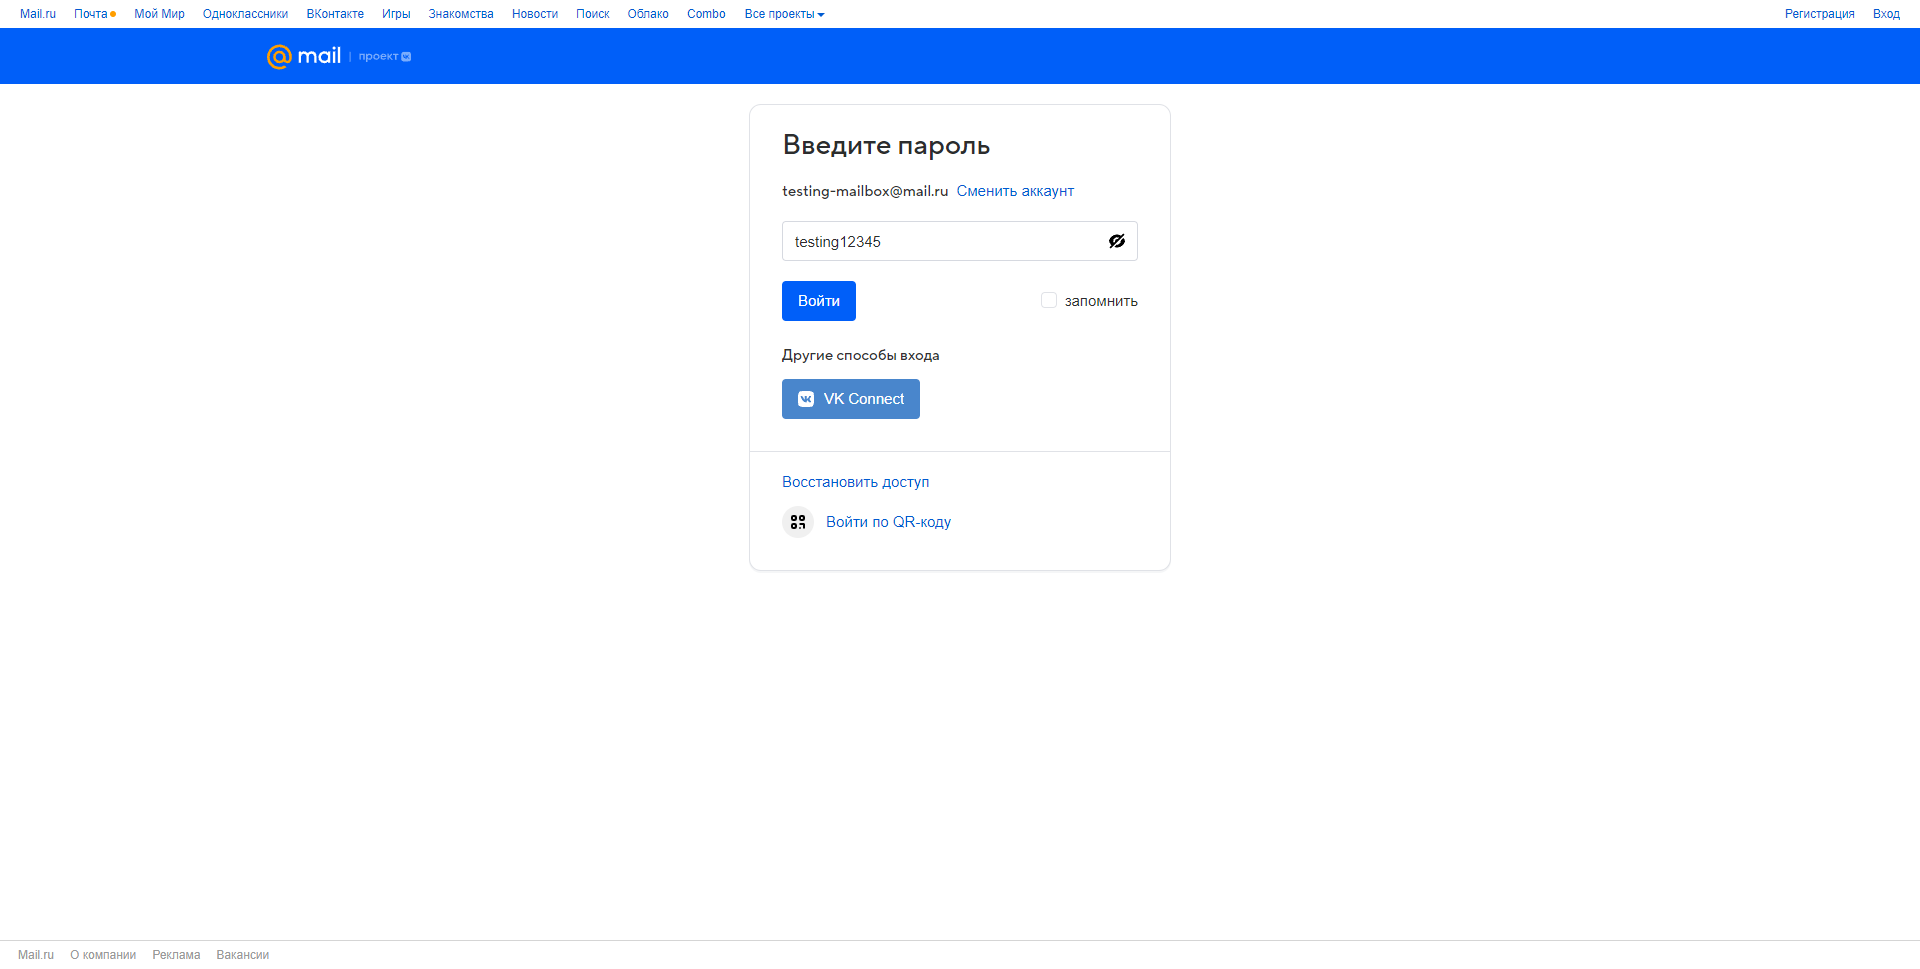 Mail.ru Почта Мой Мир Одноклассники ВКонтакте Игры Знакомства Новости Поиск Облако Combo Все проекты Регистрация Вход
@mail | проект
Введите пароль
testing-mailbox@mail.ru Сменить аккаунт
testing12345
Войти запомнить
Другие способы входа
VK Connect
Восстановить доступ
Войти по QR-коду
Mail.ru О компании Реклама Вакансии